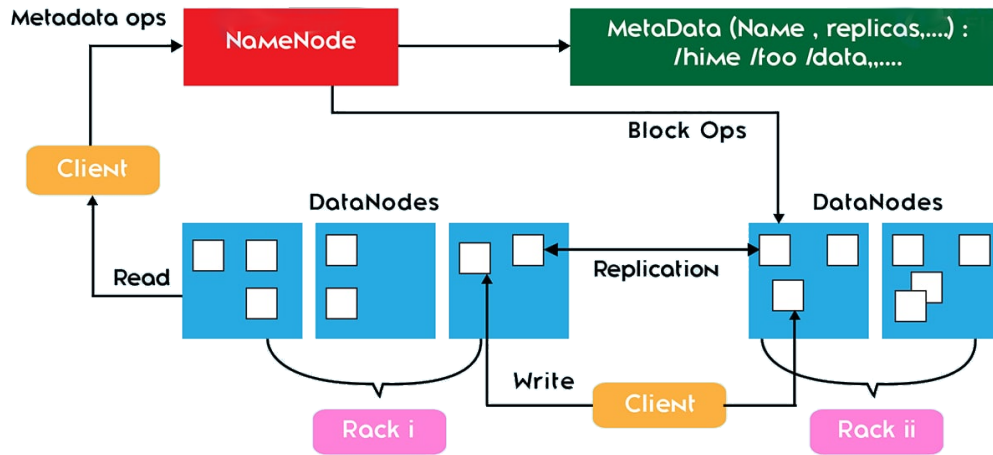 Metadata ops
NameNode
MetaData (Name , replicas,....) :
/hime /foo /data,,....
Block Ops
Client
DataNodes
DataNodes
Read
Replication
Write
Client
Rack i
Rack ii